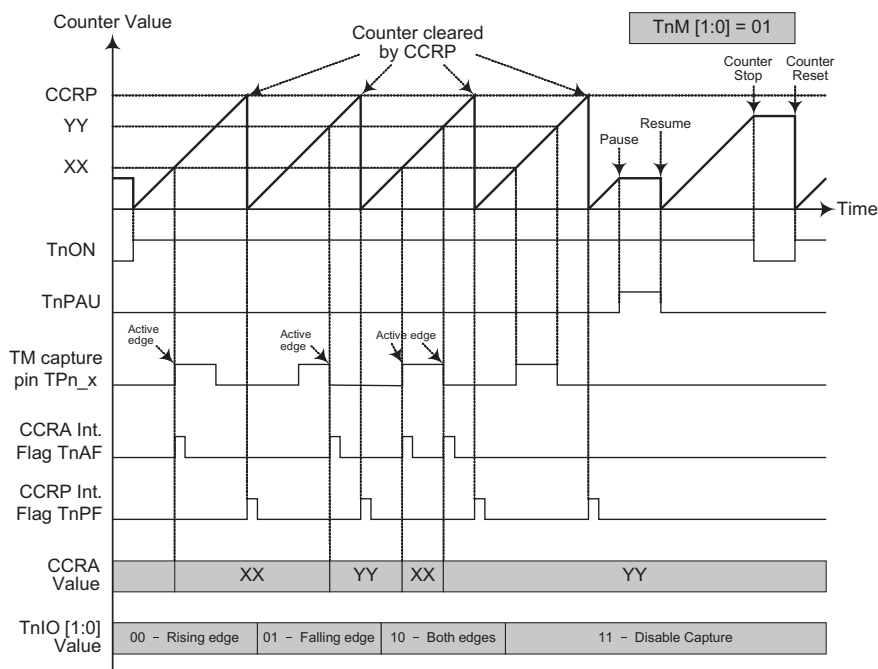 Counter Value
Counter cleared
by CCRP
TnM [1:0] = 01
Counter
Stop
Counter
Reset
CCRP
YY
XX
Pause
Resume
Time
TnON
TnPAU
Active
edge
Active
edge
Active edge
TM capture
pin TPn_x
CCRA Int.
Flag TnAF
CCRP Int.
Flag TnPF
CCRA
Value
XX
YY
XX
YY
TnIO [1:0]
Value
00 – Rising edge
01 – Falling edge
10 – Both edges
11 – Disable Capture